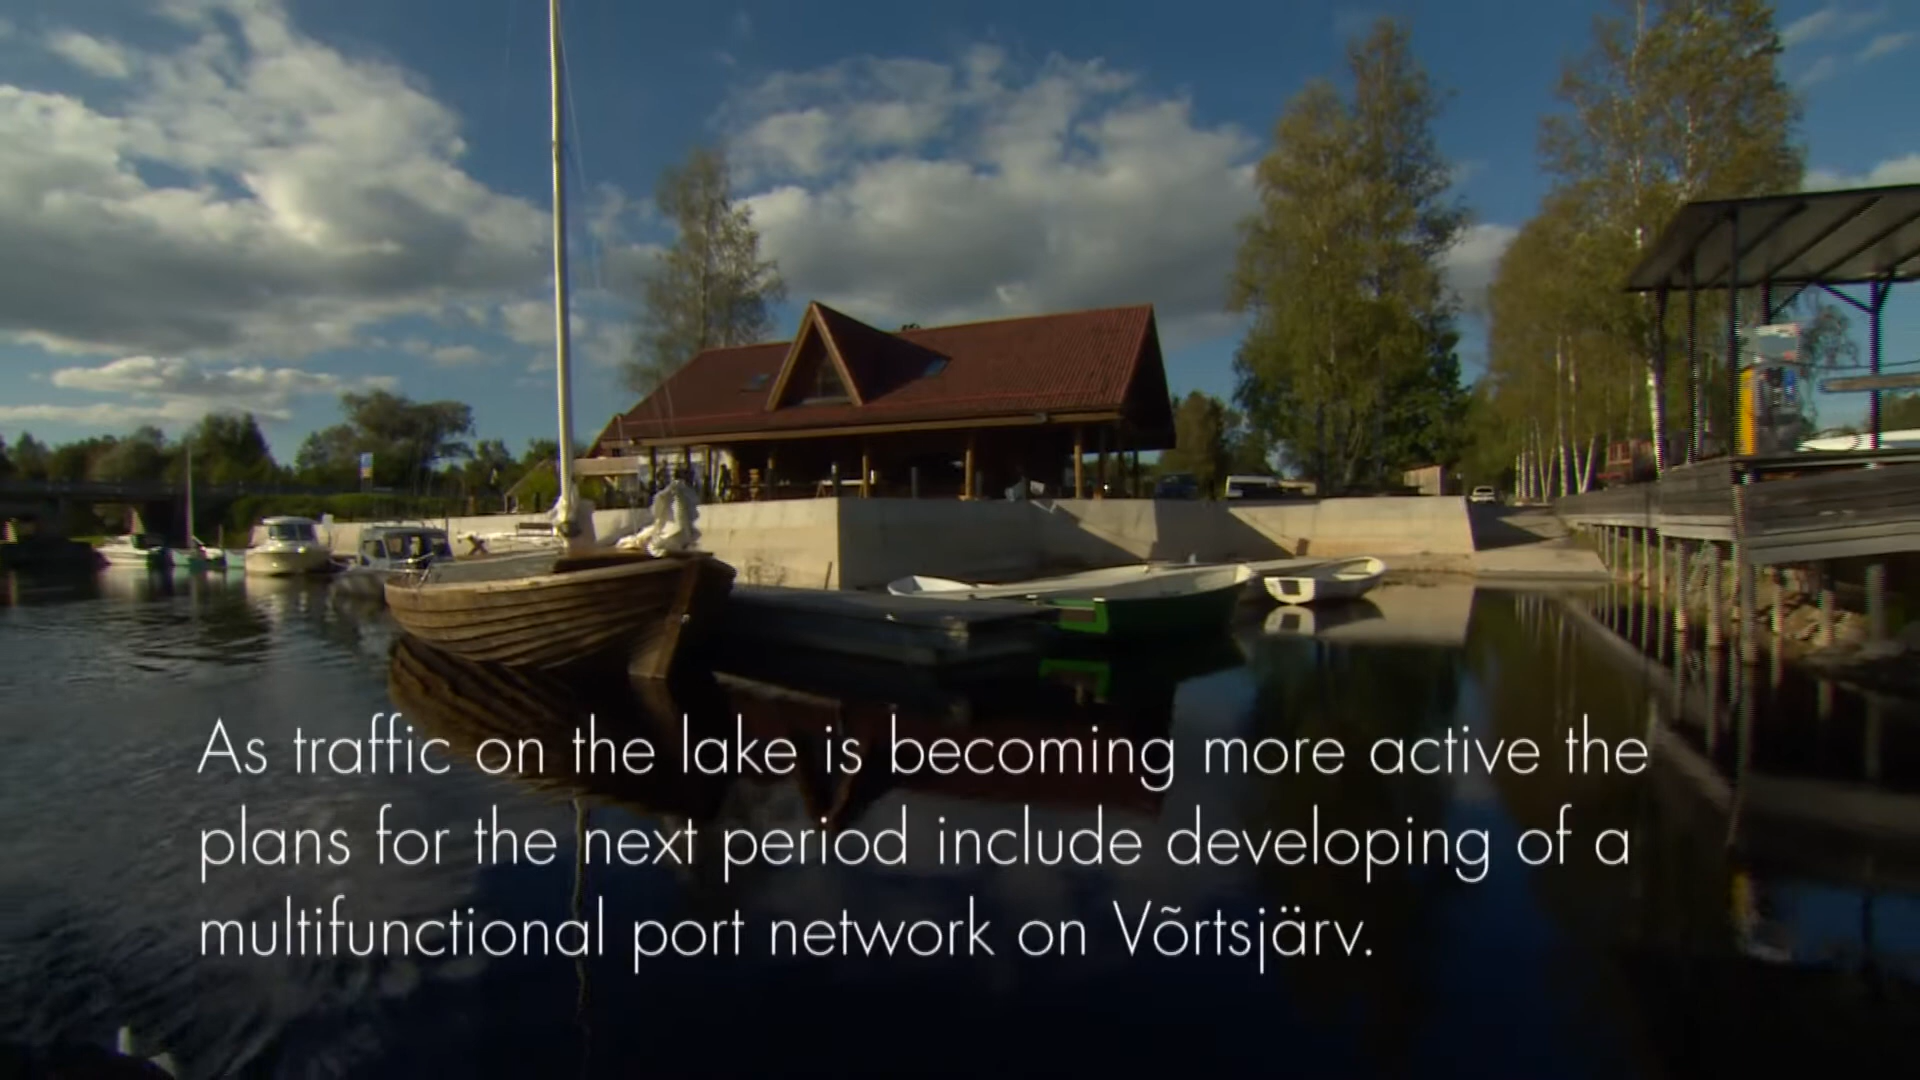 As traffic on the lake is becoming more active the
plans for the next period include developing of a
multifunctional port network on Võrtsjärv.